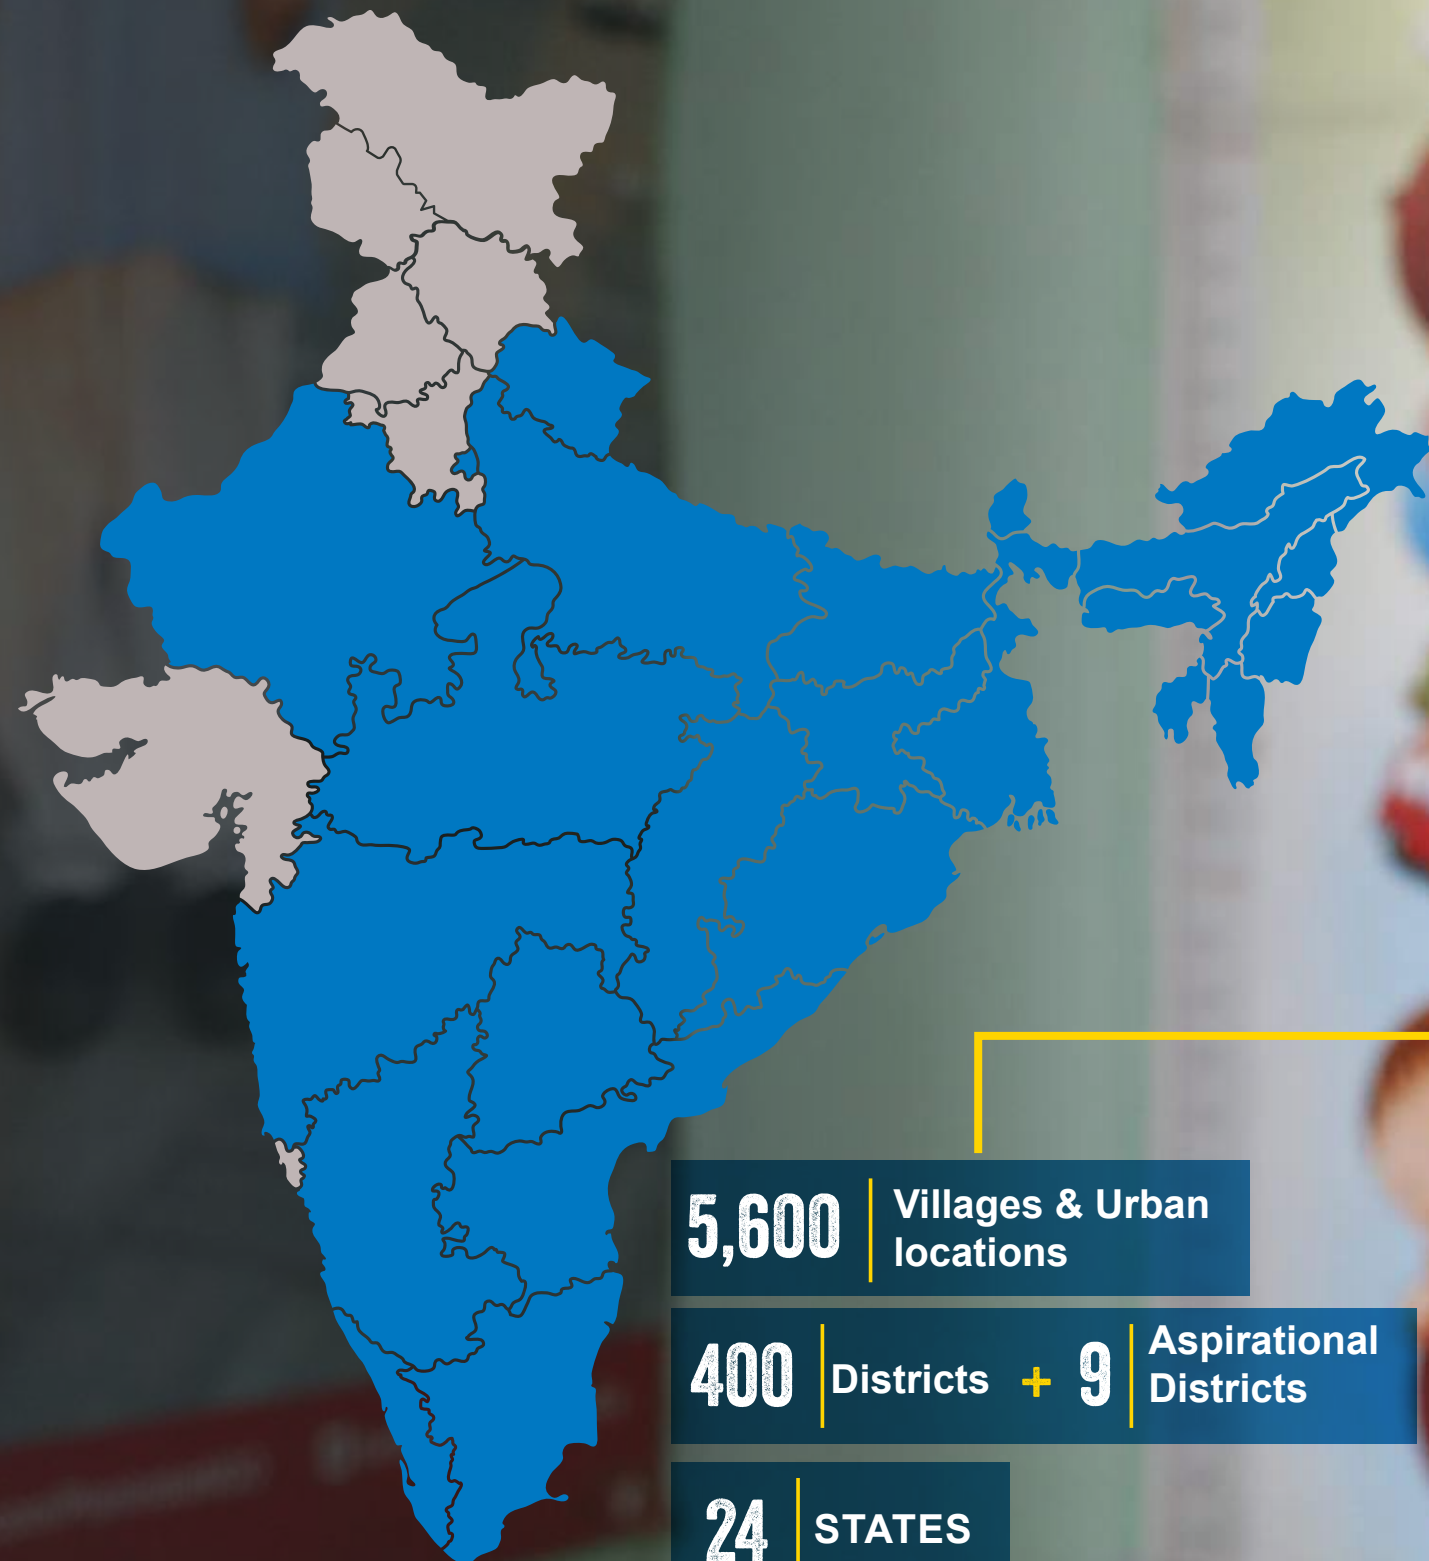 5,600
Villages & Urban
locations
400
Districts
+
9
Aspirational
Districts
24
STATES